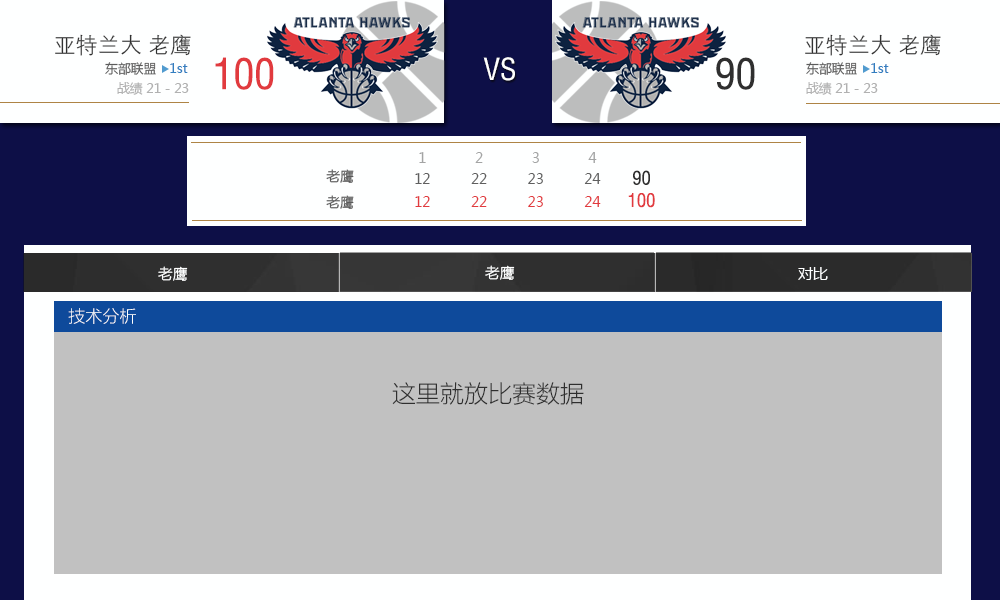 ATLANTA HAWKS
亚特兰大 老鹰
东部联盟 ▶1st
战绩 21 - 23
100
VS
ATLANTA HAWKS
90
亚特兰大 老鹰
东部联盟 ▶1st
战绩 21 - 23
1 2 3 4
老鹰 12 22 23 24 90
老鹰 12 22 23 24 100
老鹰 老鹰 对比
技术分析
这里就放比赛数据